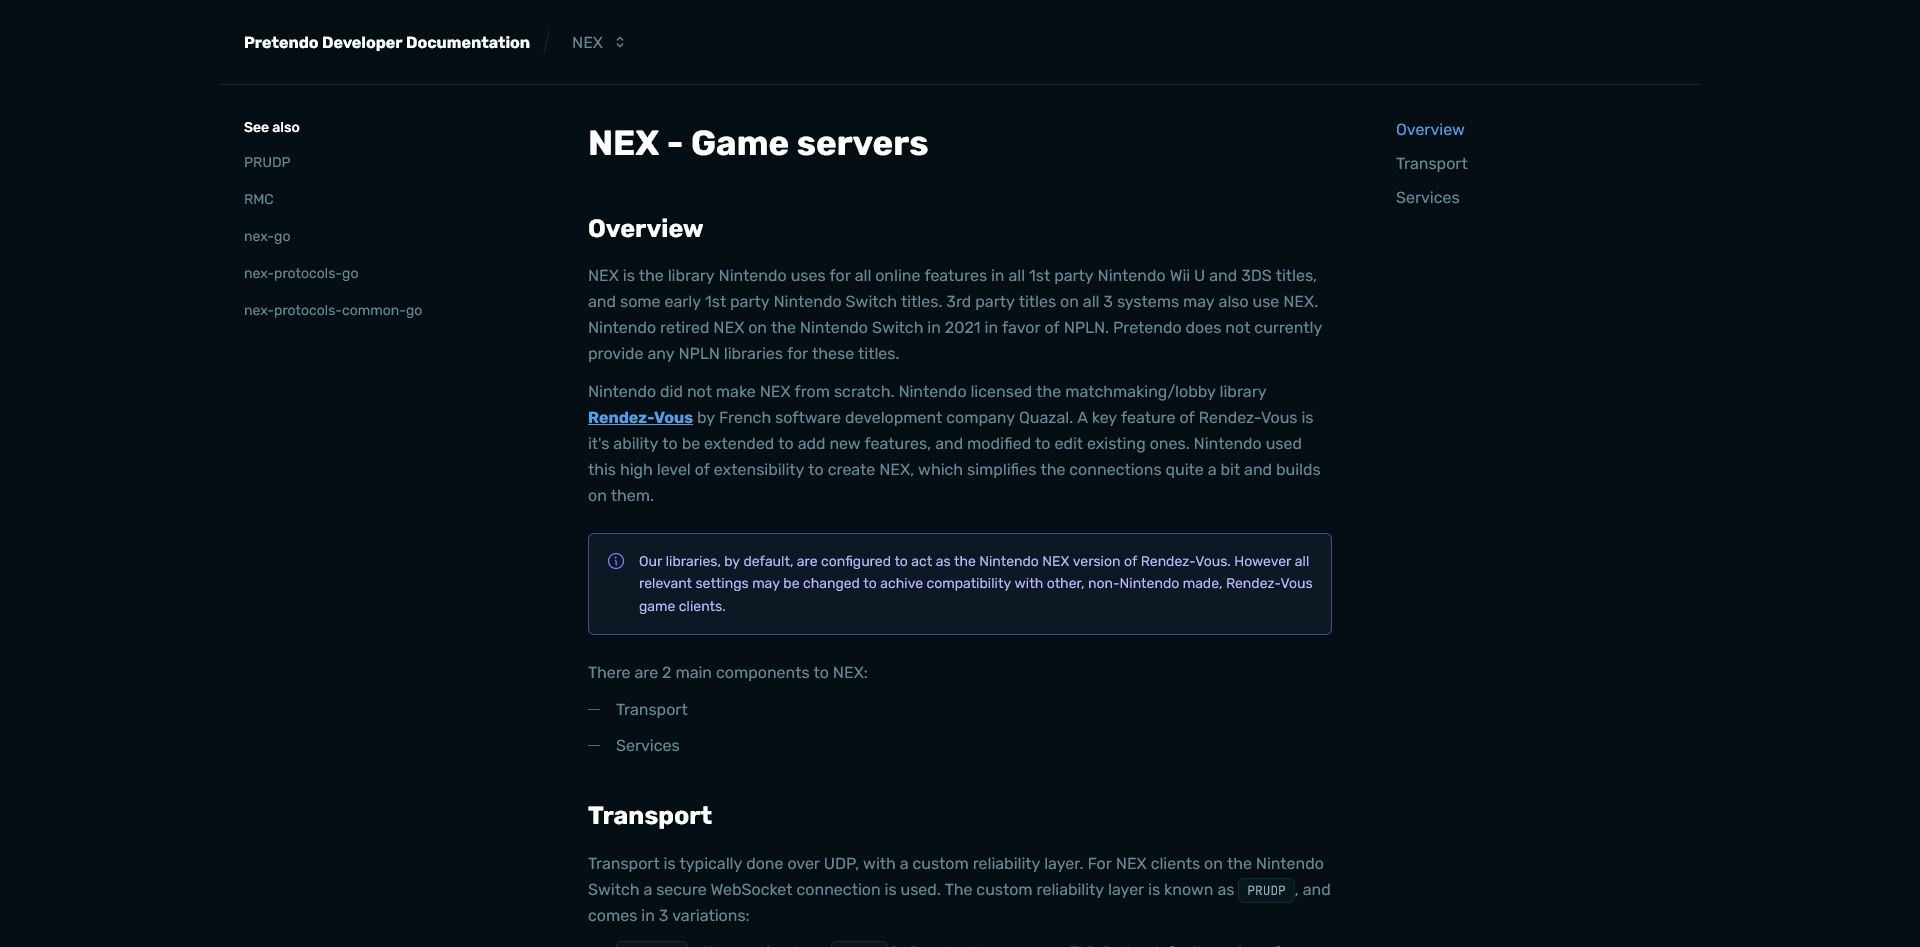 Pretendo Developer Documentation / NEX
See also
PRUDP
RMC
nex-go
nex-protocols-go
nex-protocols-common-go
NEX - Game servers
Overview
NEX is the library Nintendo uses for all online features in all 1st party Nintendo Wii U and 3DS titles,
and some early 1st party Nintendo Switch titles. 3rd party titles on all 3 systems may also use NEX.
Nintendo retired NEX on the Nintendo Switch in 2021 in favor of NPLN. Pretendo does not currently
provide any NPLN libraries for these titles.
Nintendo did not make NEX from scratch. Nintendo licensed the matchmaking/lobby library
Rendez-Vous by French software development company Quazal. A key feature of Rendez-Vous is
it's ability to be extended to add new features, and modified to edit existing ones. Nintendo used
this high level of extensibility to create NEX, which simplifies the connections quite a bit and builds
on them.
Our libraries, by default, are configured to act as the Nintendo NEX version of Rendez-Vous. However all
relevant settings may be changed to achive compatibility with other, non-Nintendo made, Rendez-Vous
game clients.
There are 2 main components to NEX:
— Transport
— Services
Transport
Transport is typically done over UDP, with a custom reliability layer. For NEX clients on the Nintendo
Switch a secure WebSocket connection is used. The custom reliability layer is known as PRUDP, and
comes in 3 variations:
Overview
Transport
Services